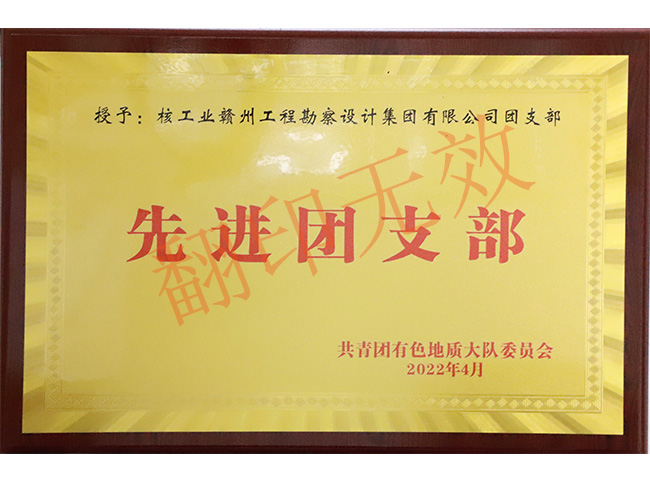 授予：核工业赣州工程勘察设计集团有限公司团支部
先进团支部
翻印无效
共青团有色地质大队委员会
2022年4月